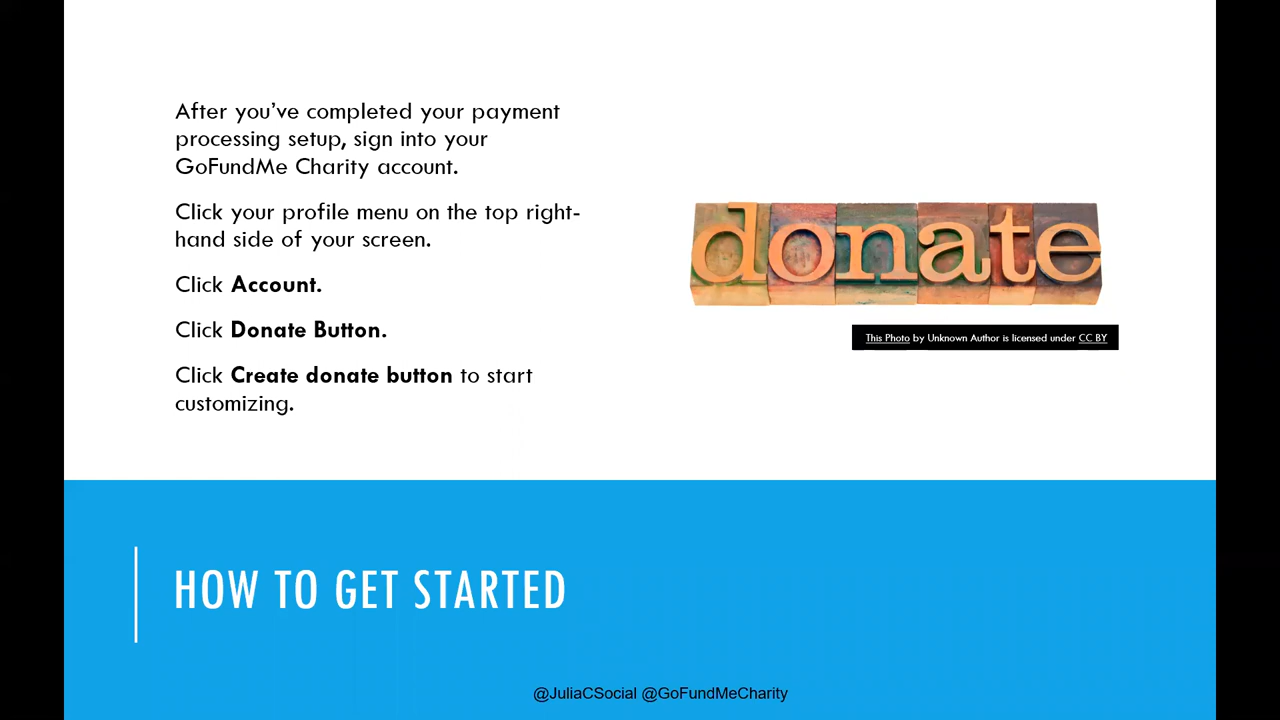 After you’ve completed your payment
processing setup, sign into your
GoFundMe Charity account.
Click your profile menu on the top right-
hand side of your screen.
Click Account.
Click Donate Button.
Click Create donate button to start
customizing.
donate
This Photo by Unknown Author is licensed under CC BY
HOW TO GET STARTED
@JuliaCSocial @GoFundMeCharity